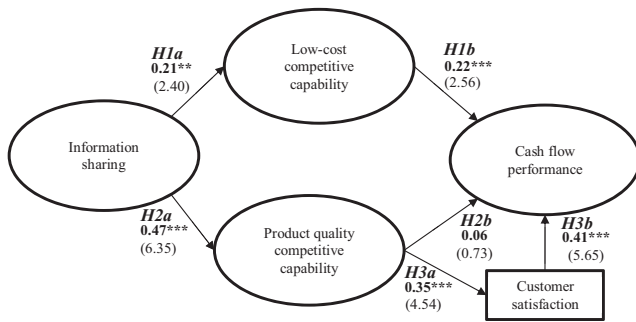 H1a
0.21**
(2.40)
Low-cost
competitive
capability
H1b
0.22***
(2.56)
Information
sharing
Cash flow
performance
H2a
0.47***
(6.35)
Product quality
competitive
capability
H2b
0.06
(0.73)
H3b
0.41***
(5.65)
H3a
0.35***
(4.54)
Customer
satisfaction